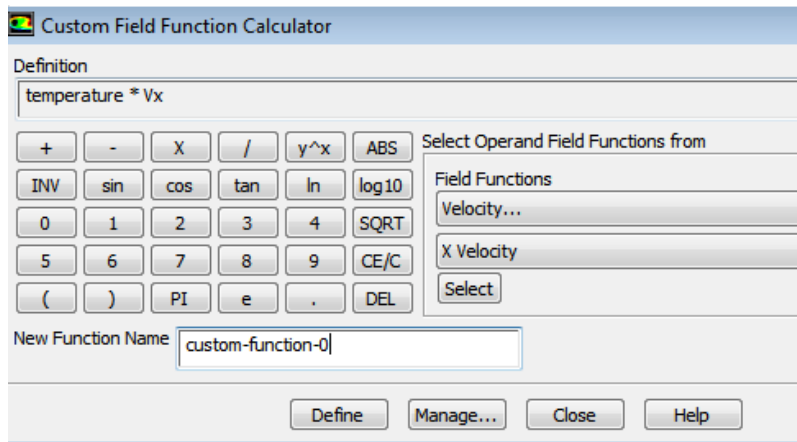 Custom Field Function Calculator
Definition
temperature * Vx
+ - X / y^x ABS
INV sin cos tan ln log10
0 1 2 3 4 SQRT
5 6 7 8 9 CE/C
( ) PI e . DEL
Select Operand Field Functions from
Field Functions
Velocity...
X Velocity
Select
New Function Name custom-function-0
Define Manage... Close Help